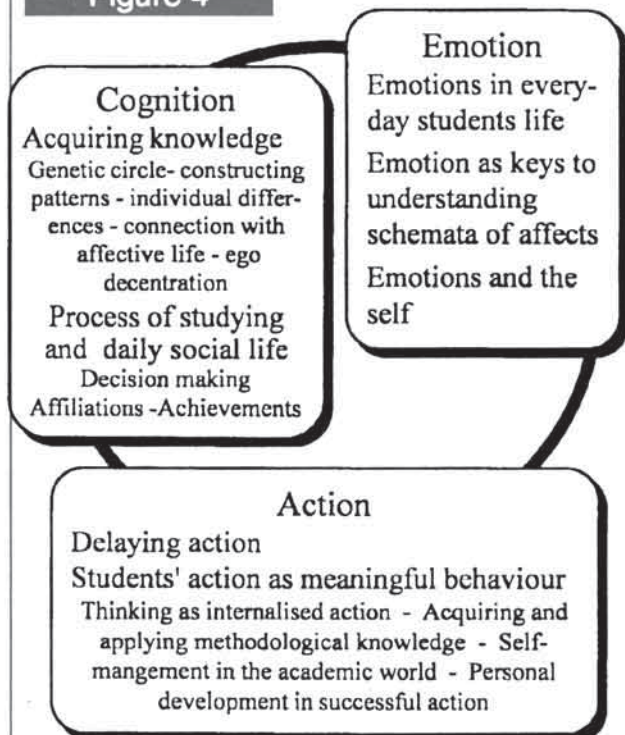 Figure 4
Cognition
Acquiring knowledge
Genetic circle- constructing
patterns - individual differ-
ences - connection with
affective life - ego
decentration
Process of studying
and daily social life
Decision making
Affiliations -Achievements
Emotion
Emotions in every-
day students life
Emotion as keys to
understanding
schemata of affects
Emotions and the
self
Action
Delaying action
Students' action as meaningful behaviour
Thinking as internalised action - Acquiring and
applying methodological knowledge - Self-
mangement in the academic world - Personal
development in successful action